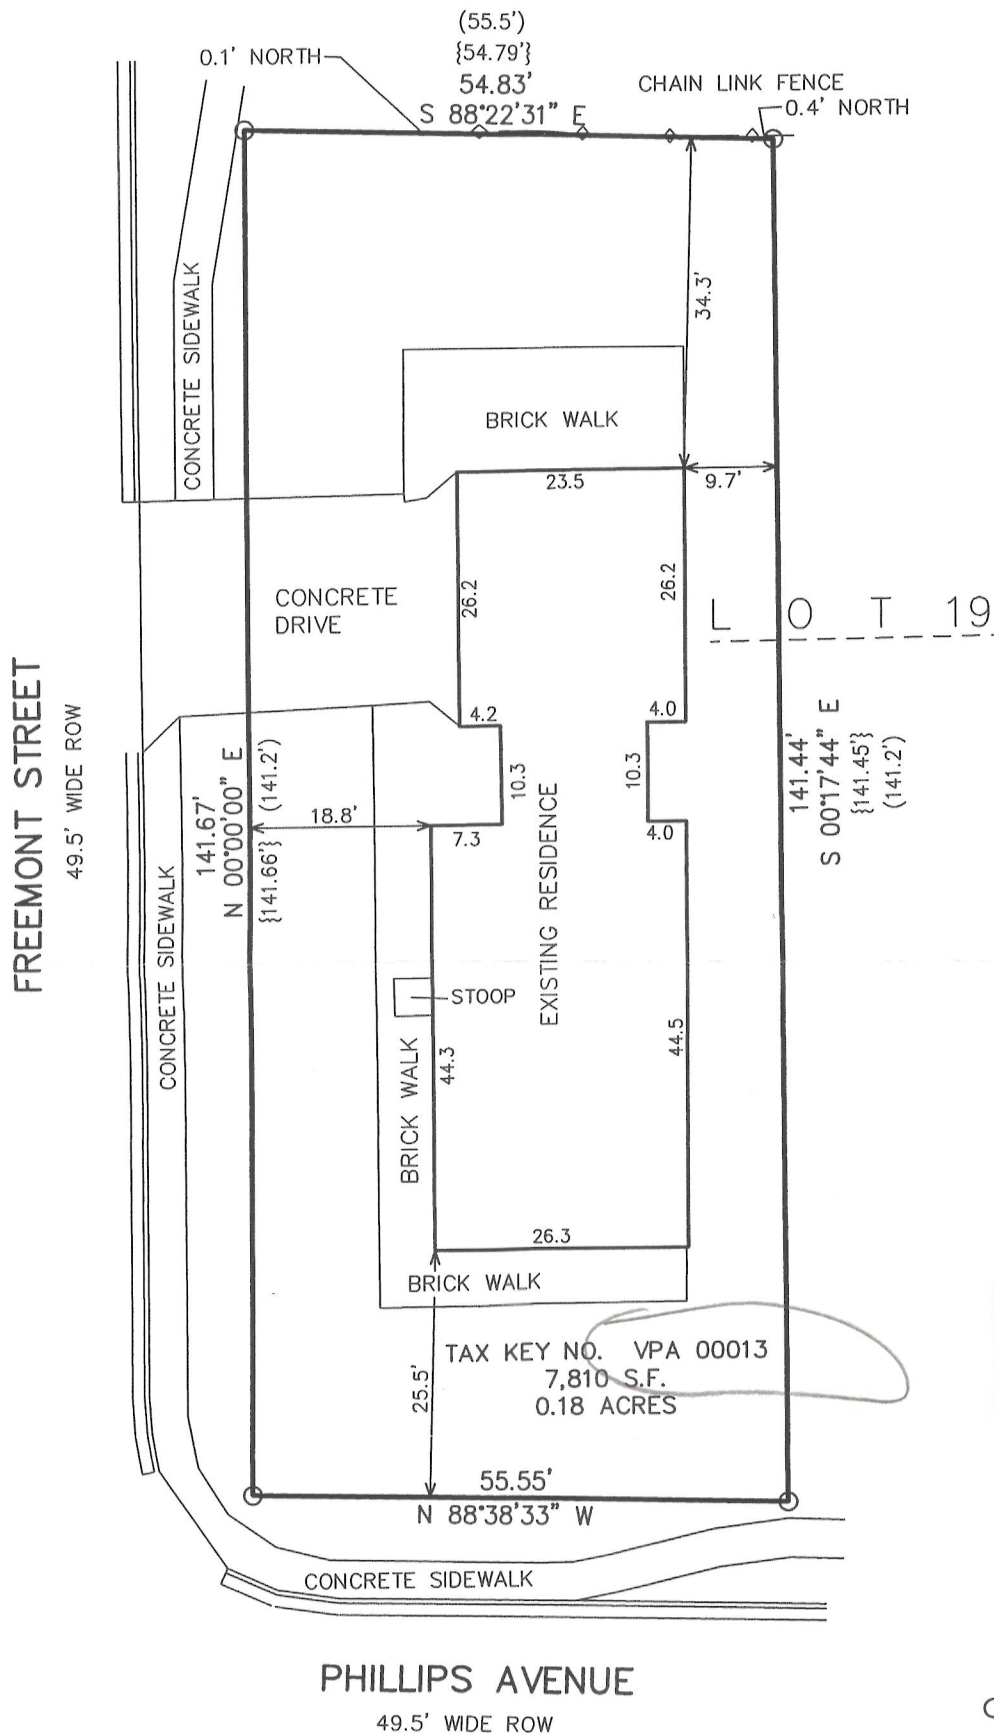 (55.5')
{54.79'}
54.83'
S 88°22'31" E
0.1' NORTH
CHAIN LINK FENCE
0.4' NORTH
CONCRETE SIDEWALK
34.3'
BRICK WALK
23.5
9.7'
26.2
26.2
CONCRETE
DRIVE
L O T 19
4.2
4.0
10.3
10.3
FREEMONT STREET
49.5' WIDE ROW
141.67'
N 00°00'00" E
{141.66'} (141.2')
18.8'
7.3
4.0
141.44'
S 00°17'44" E
{141.45'}
(141.2')
EXISTING RESIDENCE
CONCRETE SIDEWALK
STOOP
BRICK WALK
44.3
44.5
26.3
BRICK WALK
25.5'
TAX KEY NO. VPA 00013
7,810 S.F.
0.18 ACRES
55.55'
N 88°38'33" W
CONCRETE SIDEWALK
PHILLIPS AVENUE
49.5' WIDE ROW